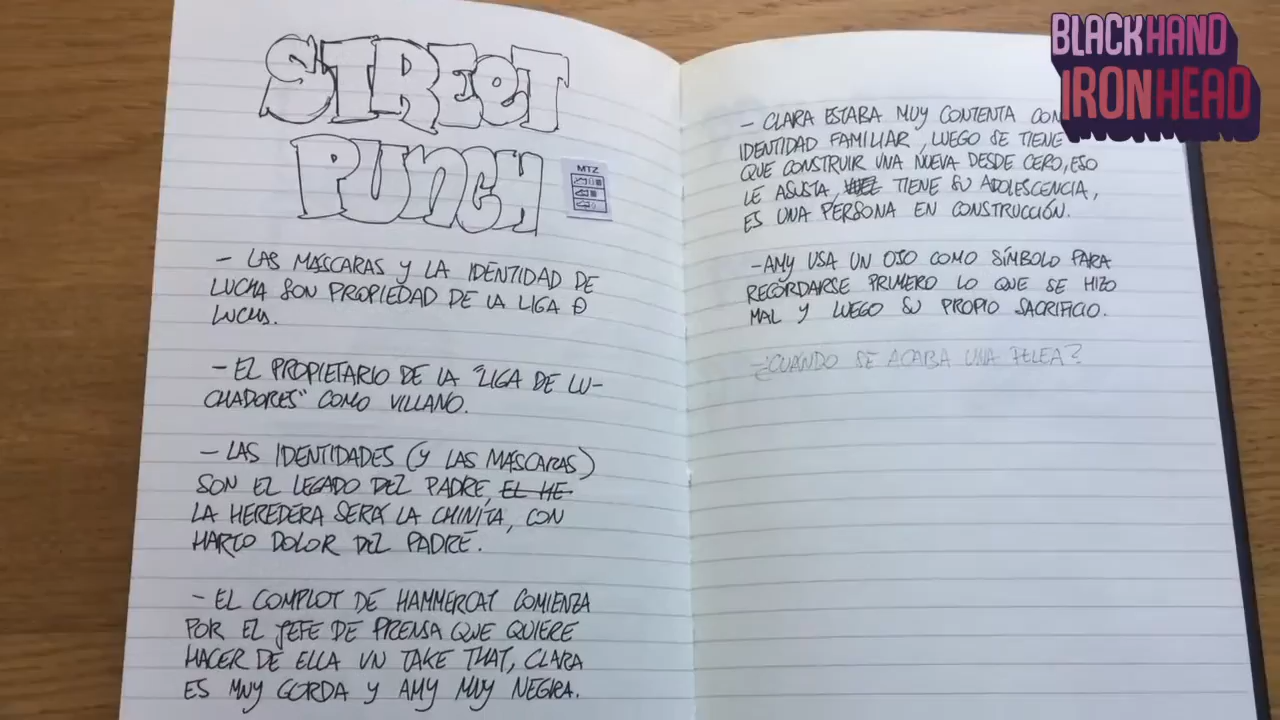 STREET
PUNCH
MTZ
- LAS MÁSCARAS Y LA IDENTIDAD DE
LUCHA SON PROPIEDAD DE LA LIGA D
LUCHA.
- EL PROPIETARIO DE LA "LIGA DE LU-
CHADORES" COMO VILLANO.
- LAS IDENTIDADES (Y LAS MÁSCARAS)
SON EL LEGADO DEL PADRE, EL HE
LA HEREDERA SERÁ LA CHINITA, CON
HARTO DOLOR DEL PADRE.
- EL COMPLOT DE HAMMERCAT COMIENZA
POR EL JEFE DE PRENSA QUE QUIERE
HACER DE ELLA UN TAKE THAT, CLARA
ES MUY GORDA Y AMY MUY NEGRA.
- CLARA ESTABA MUY CONTENTA CON
IDENTIDAD FAMILIAR, LUEGO SE TIENE
QUE CONSTRUIR UNA NUEVA DESDE CERO, ESO
LE ASUSTA, TIENE SU ADOLESCENCIA,
ES UNA PERSONA EN CONSTRUCCIÓN.
- AMY USA UN OJO COMO SÍMBOLO PARA
RECORDARSE PRIMERO LO QUE SE HIZO
MAL Y LUEGO SU PROPIO SACRIFICIO.
- ¿CUÁNDO SE ACABA UNA PELEA?
BLACKHAND
IRONHEAD